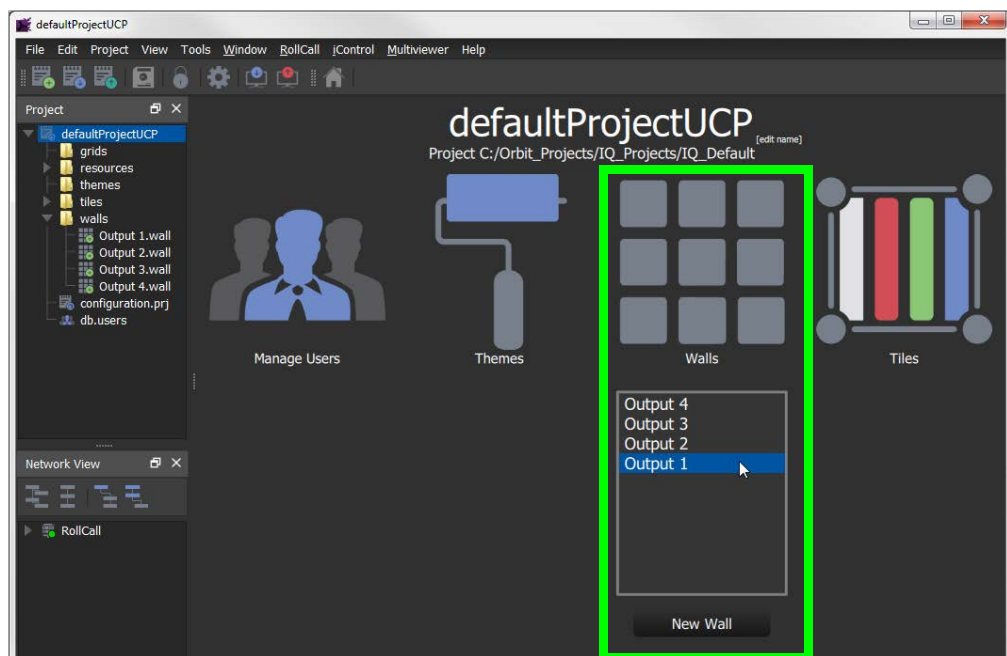 defaultProjectUCP
File Edit Project View Tools Window RollCall iControl Multiviewer Help
Project
defaultProjectUCP
grids
resources
themes
tiles
walls
Output 1.wall
Output 2.wall
Output 3.wall
Output 4.wall
configuration.prj
db.users
Network View
RollCall
defaultProjectUCP
[edit name]
Project C:/Orbit_Projects/IQ_Projects/IQ_Default
Manage Users
Themes
Walls
Tiles
Output 4
Output 3
Output 2
Output 1
New Wall